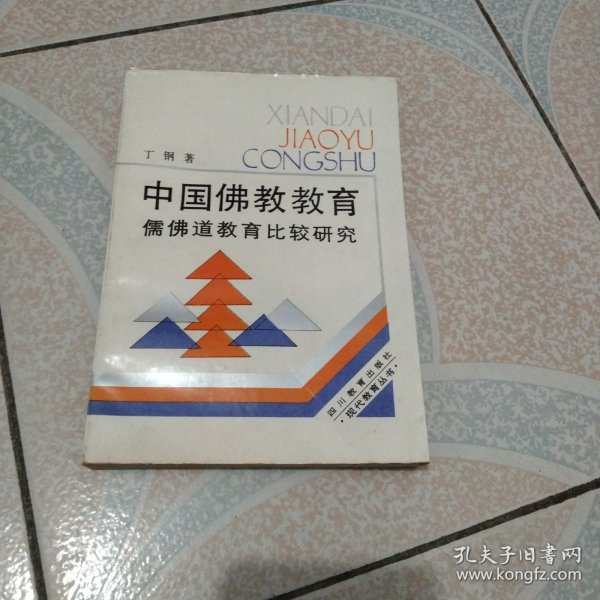 XIANDAI
JIAOYU
CONGSHU
丁钢 著
中国佛教教育
儒佛道教育比较研究
四川教育出版社
·现代教育丛书·
孔夫子旧书网
www.kongfz.com